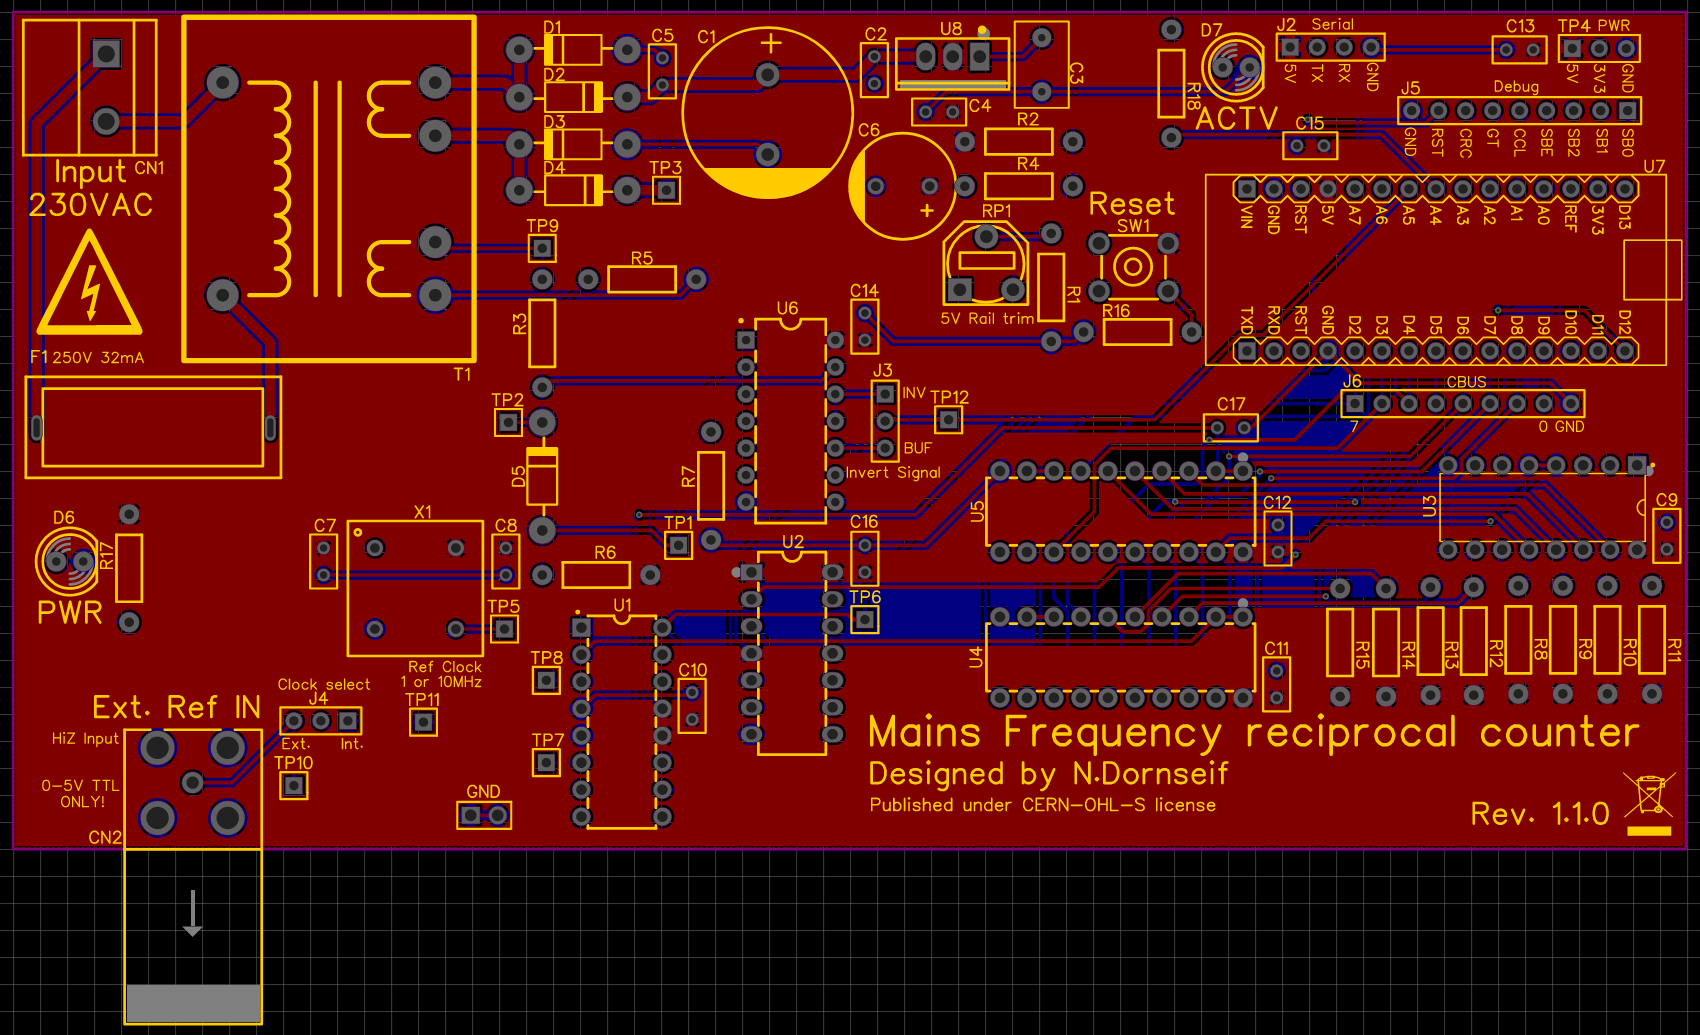 D1
D2
D3
D4
C5
C1
C2
U8
C3
C4
C6
R2
R4
R18
D7
ACTV
J2 Serial
5V
TX
RX
GND
C13
TP4 PWR
5V
3V3
GND
J5
Debug
GND
RST
CRC
GT
CCL
SBE
SB2
SB1
SB0
C15
U7
VIN
GND
RST
5V
A7
A6
A5
A4
A3
A2
A1
A0
REF
3V3
D13
TXD
RXD
RST
GND
D2
D3
D4
D5
D6
D7
D8
D9
D10
D11
D12
Input CN1
230VAC
F1 250V 32mA
T1
TP3
TP9
R5
R3
TP2
D5
RP1
R1
5V Rail trim
Reset
SW1
R16
U6
C14
J3
INV
BUF
Invert Signal
TP12
R7
TP1
R6
C16
U2
TP6
J6
CBUS
7
0 GND
C17
U5
C12
U3
C9
U4
C11
R15
R14
R13
R12
R8
R9
R10
R11
D6
R17
PWR
C7
X1
C8
TP5
Ref Clock
1 or 10MHz
U1
TP8
C10
TP7
Clock select
J4
Ext.
Int.
TP11
TP10
GND
Ext. Ref IN
HiZ Input
0-5V TTL
ONLY!
CN2
Mains Frequency reciprocal counter
Designed by N.Dornseif
Published under CERN-OHL-S license
Rev. 1.1.0